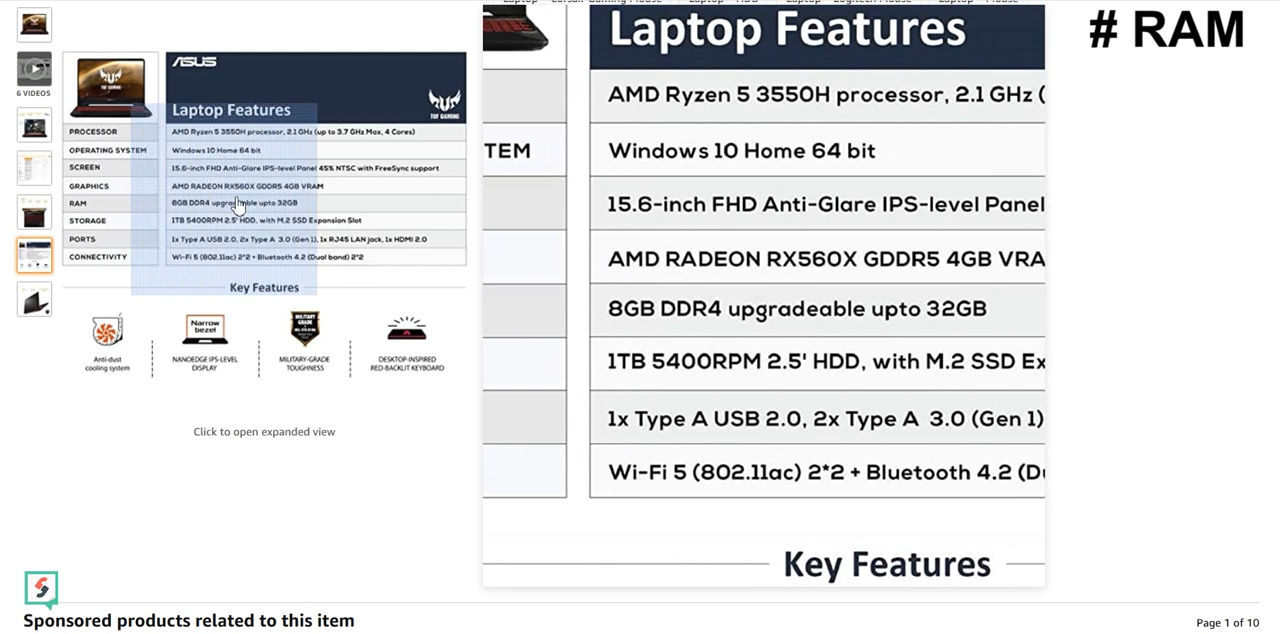 # RAM
6 VIDEOS
ASUS
Laptop Features
TUF GAMING
PROCESSOR AMD Ryzen 5 3550H processor, 2.1 GHz (up to 3.7 GHz Max, 4 Cores)
OPERATING SYSTEM Windows 10 Home 64 bit
SCREEN 15.6-inch FHD Anti-Glare IPS-level Panel 45% NTSC with FreeSync support
GRAPHICS AMD RADEON RX560X GDDR5 4GB VRAM
RAM 8GB DDR4 upgradeable upto 32GB
STORAGE 1TB 5400RPM 2.5' HDD, with M.2 SSD Expansion Slot
PORTS 1x Type A USB 2.0, 2x Type A 3.0 (Gen 1), 1x RJ45 LAN jack, 1x HDMI 2.0
CONNECTIVITY Wi-Fi 5 (802.11ac) 2*2 + Bluetooth 4.2 (Dual band) 2*2
Key Features
Narrow
bezel
MILITARY
GRADE
Anti-dust
cooling system
NANOEDGE IPS-LEVEL
DISPLAY
MILITARY-GRADE
TOUGHNESS
DESKTOP-INSPIRED
RED-BACKLIT KEYBOARD
Click to open expanded view
Laptop Features
AMD Ryzen 5 3550H processor, 2.1 GHz (
TEM Windows 10 Home 64 bit
15.6-inch FHD Anti-Glare IPS-level Panel
AMD RADEON RX560X GDDR5 4GB VRA
8GB DDR4 upgradeable upto 32GB
1TB 5400RPM 2.5' HDD, with M.2 SSD Ex
1x Type A USB 2.0, 2x Type A 3.0 (Gen 1)
Wi-Fi 5 (802.11ac) 2*2 + Bluetooth 4.2 (Du
Key Features
Sponsored products related to this item
Page 1 of 10